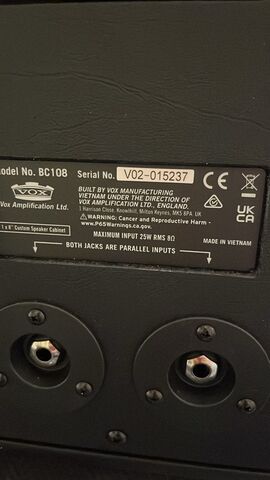 odel No. BC108 Serial No. V02-015237
VOX
Vox Amplification Ltd.
1 x 8" Custom Speaker Cabinet
BUILT BY VOX MANUFACTURING
VIETNAM UNDER THE DIRECTION OF
VOX AMPLIFICATION LTD., ENGLAND.
1 Harrison Close, Knowlhill, Milton Keynes, MK5 8PA UK
WARNING: Cancer and Reproductive Harm -
www.P65Warnings.ca.gov.
MAXIMUM INPUT 25W RMS 8Ω
CE
UK
CA
MADE IN VIETNAM
BOTH JACKS ARE PARALLEL INPUTS